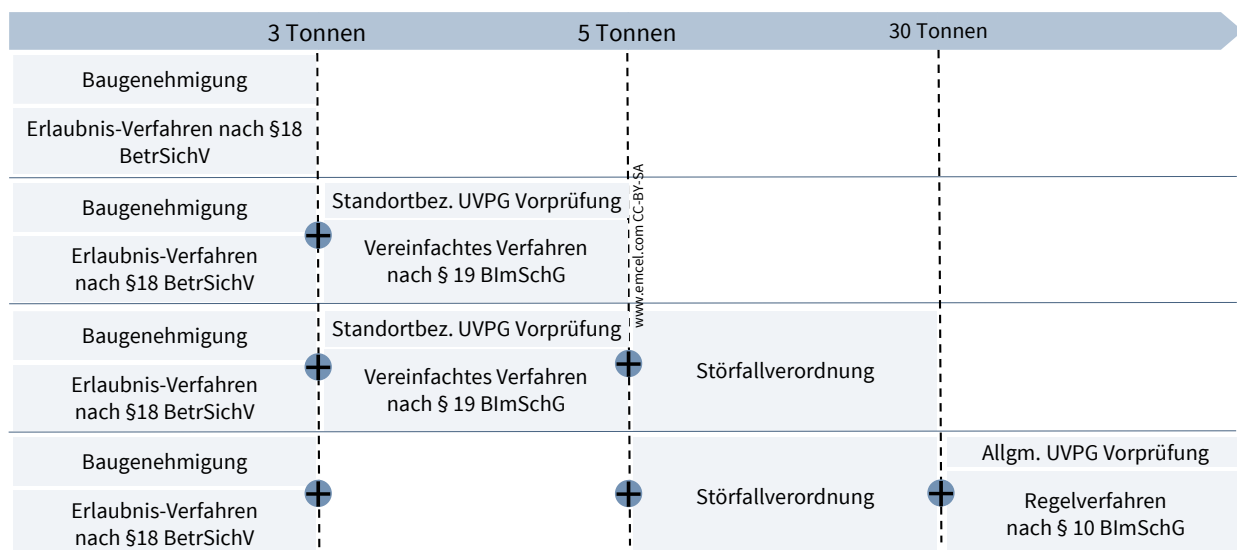 3 Tonnen
5 Tonnen
30 Tonnen
Baugenehmigung
Erlaubnis-Verfahren nach §18
BetrSichV
www.emcel.com CC-BY-SA
Baugenehmigung
Erlaubnis-Verfahren
nach §18 BetrSichV
Standortbez. UVPG Vorprüfung
Vereinfachtes Verfahren
nach § 19 BImSchG
Baugenehmigung
Erlaubnis-Verfahren
nach §18 BetrSichV
Standortbez. UVPG Vorprüfung
Vereinfachtes Verfahren
nach § 19 BImSchG
Störfallverordnung
Baugenehmigung
Erlaubnis-Verfahren
nach §18 BetrSichV
Störfallverordnung
Allgm. UVPG Vorprüfung
Regelverfahren
nach § 10 BImSchG